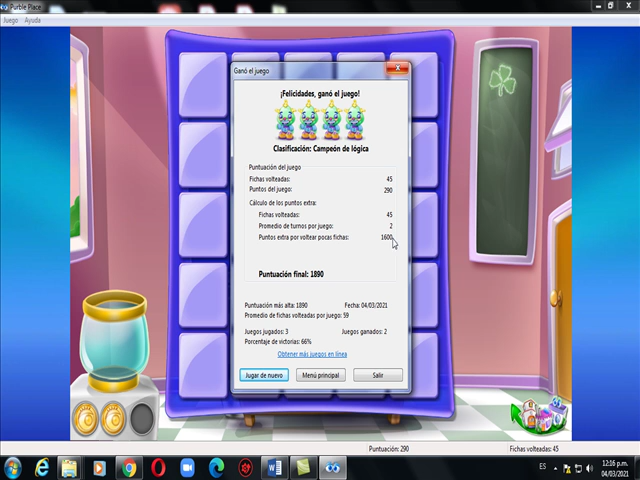 Purble Place
Juego Ayuda
Ganó el juego
¡Felicidades, ganó el juego!
Clasificación: Campeón de lógica
Puntuación del juego
Fichas volteadas: 45
Puntos del juego: 290
Cálculo de los puntos extra:
Fichas volteadas: 45
Promedio de turnos por juego: 2
Puntos extra por voltear pocas fichas: 1600
Puntuación final: 1890
Puntuación más alta: 1890 Fecha: 04/03/2021
Promedio de fichas volteadas por juego: 59
Juegos jugados: 3 Juegos ganados: 2
Porcentaje de victorias: 66%
Obtener más juegos en línea
Jugar de nuevo Menú principal Salir
Puntuación: 290 Fichas volteadas: 45
ES 12:16 p.m.
04/03/2021